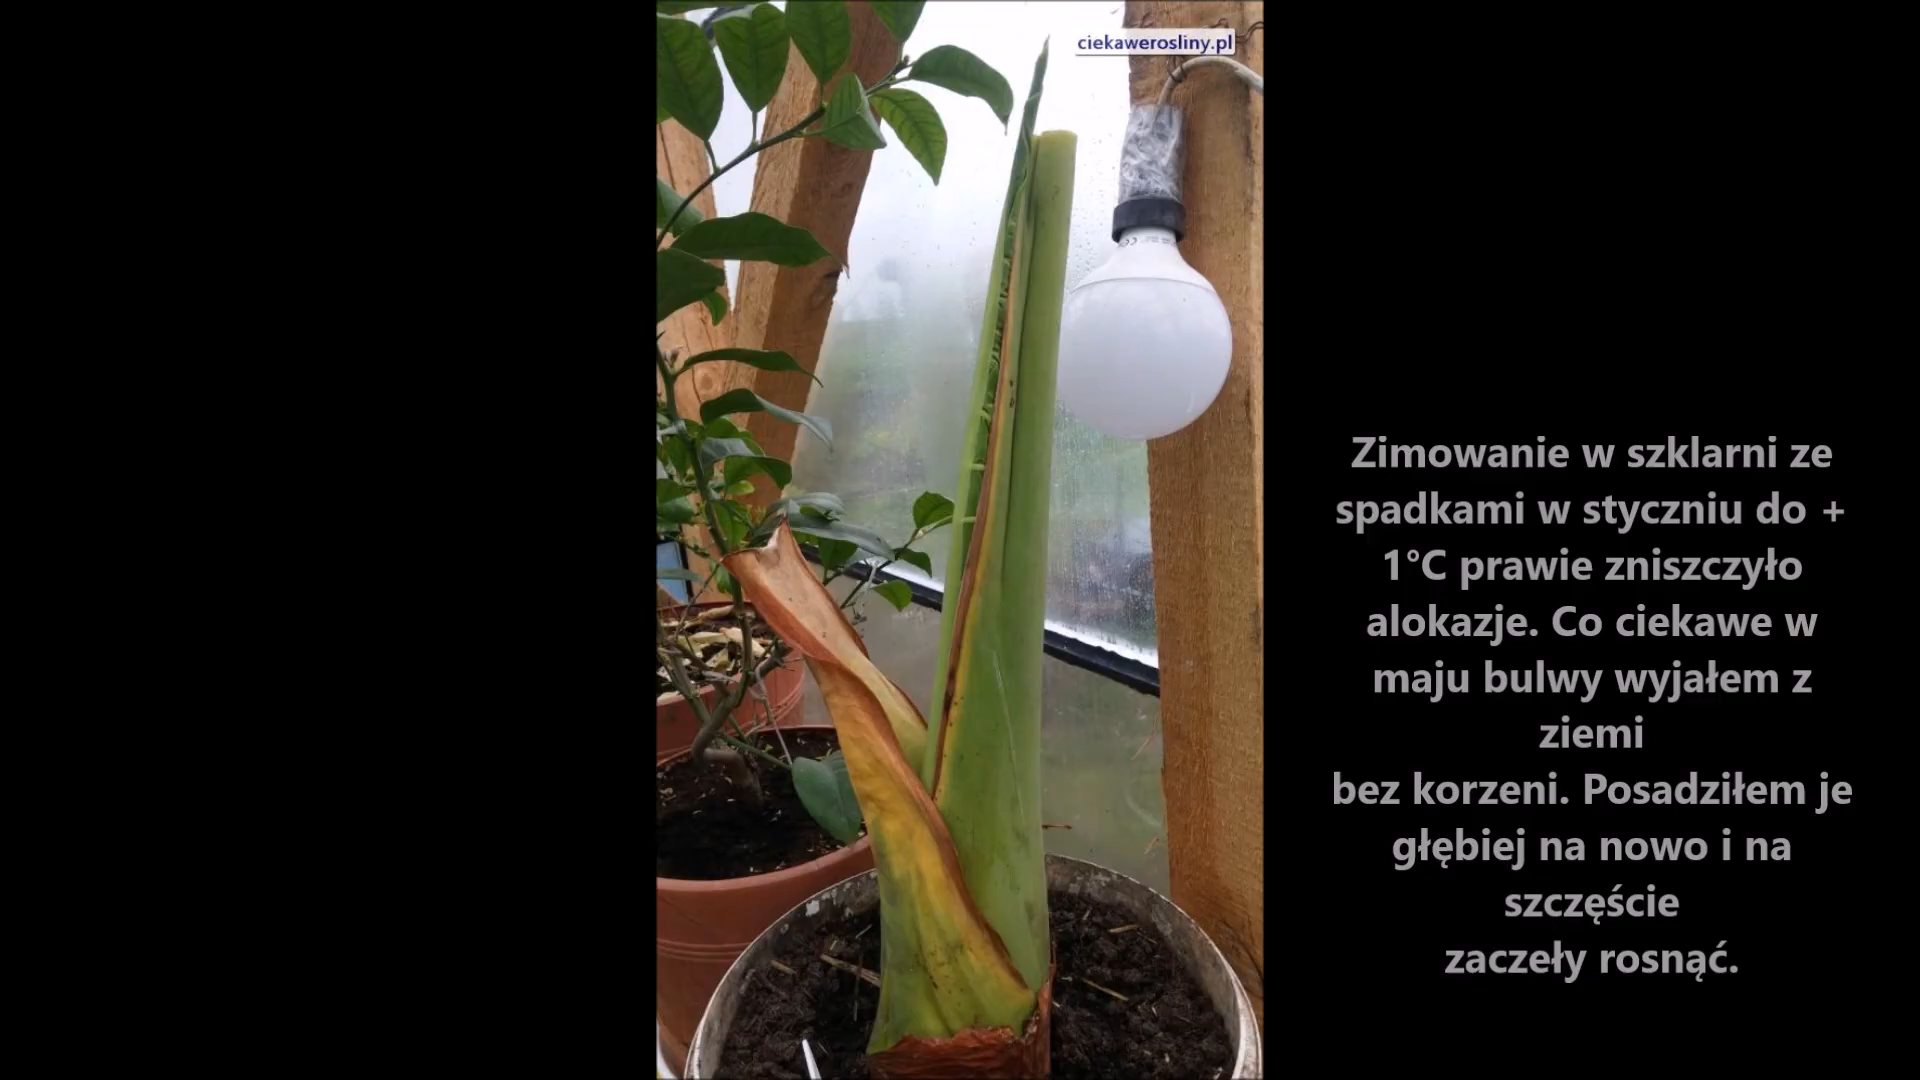 ciekawerosliny.pl
Zimowanie w szklarni ze
spadkami w styczniu do +
1°C prawie zniszczyło
alokazje. Co ciekawe w
maju bulwy wyjałem z
ziemi
bez korzeni. Posadziłem je
głębiej na nowo i na
szczęście
zaczeły rosnąć.